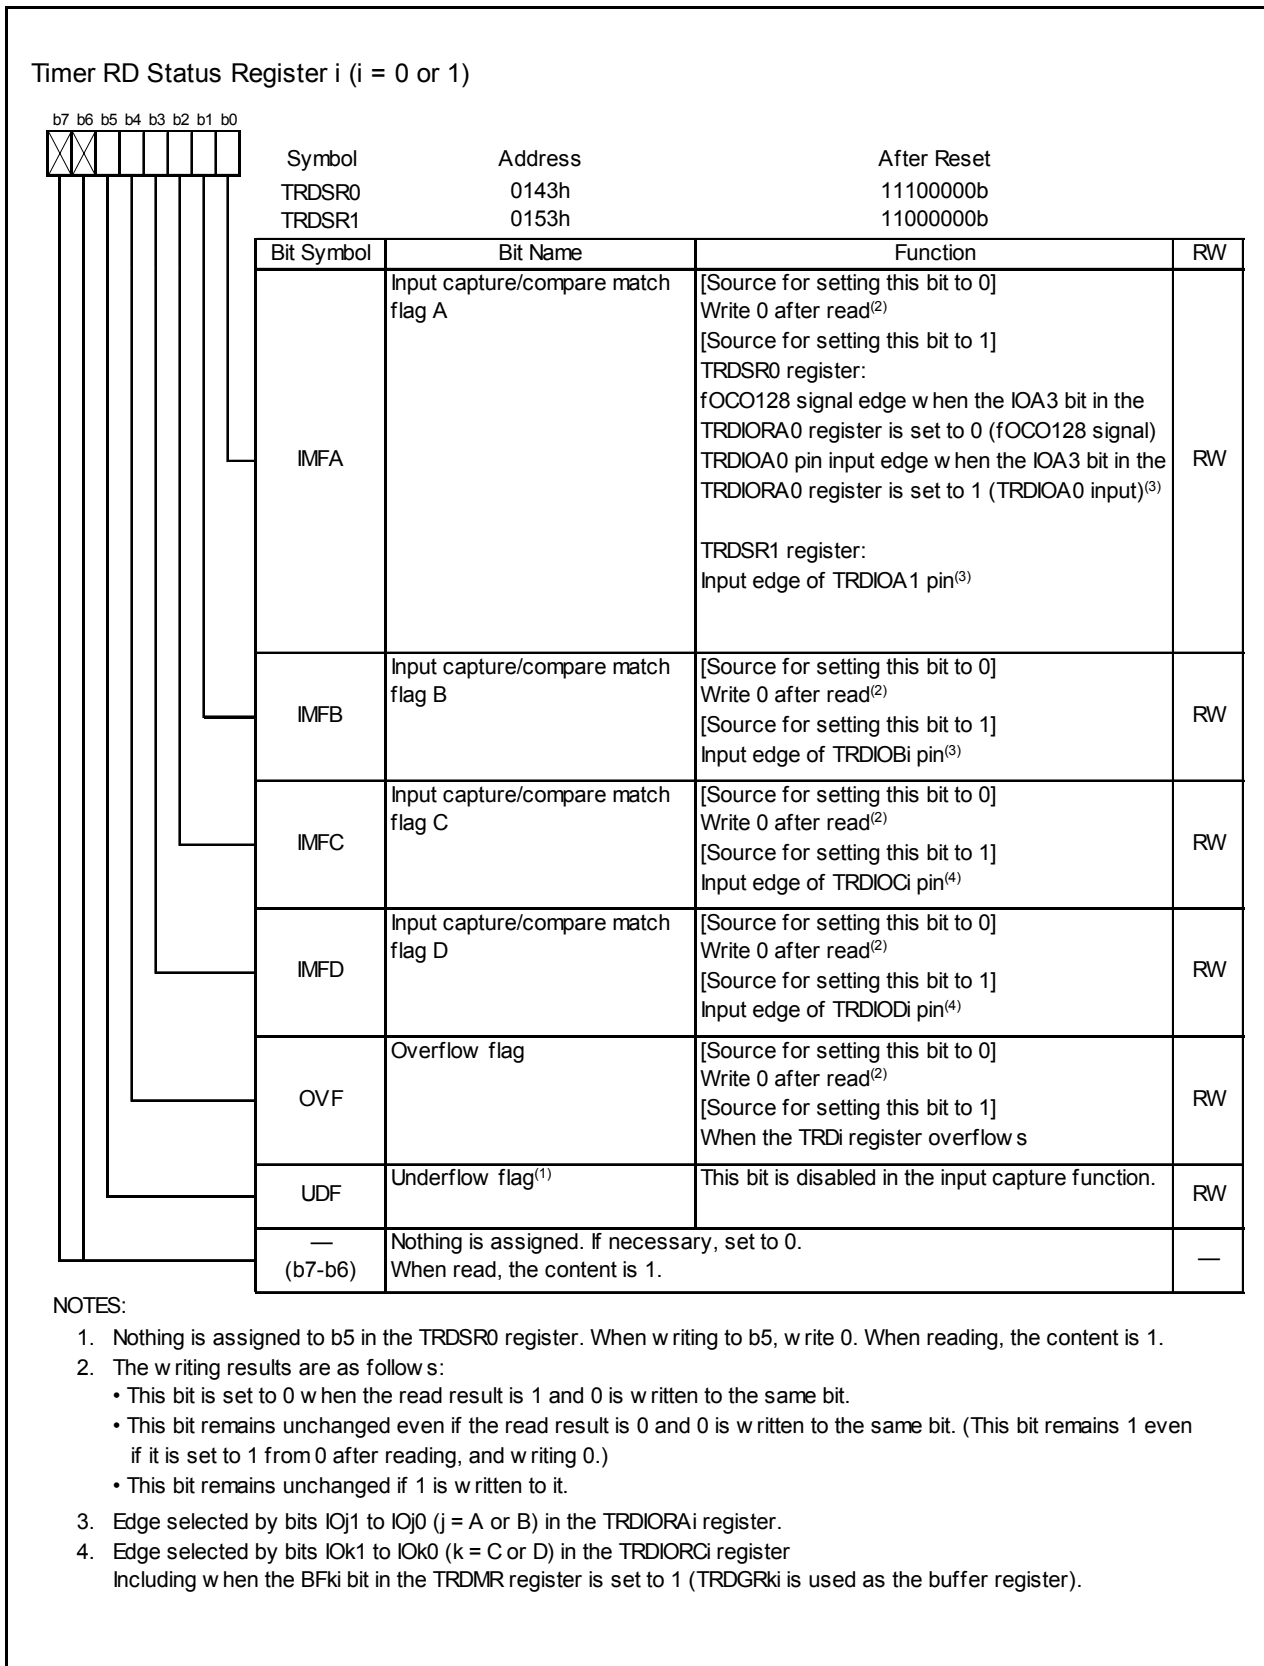 Timer RD Status Register i (i = 0 or 1)
b7 b6 b5 b4 b3 b2 b1 b0
Symbol Address After Reset
TRDSR0 0143h 11100000b
TRDSR1 0153h 11000000b
Bit Symbol Bit Name Function RW
IMFA
Input capture/compare match
flag A
[Source for setting this bit to 0]
Write 0 after read(2)
[Source for setting this bit to 1]
TRDSR0 register:
fOCO128 signal edge when the IOA3 bit in the
TRDIORA0 register is set to 0 (fOCO128 signal)
TRDIOA0 pin input edge when the IOA3 bit in the
TRDIORA0 register is set to 1 (TRDIOA0 input)(3)
TRDSR1 register:
Input edge of TRDIOA1 pin(3)
RW
IMFB
Input capture/compare match
flag B
[Source for setting this bit to 0]
Write 0 after read(2)
[Source for setting this bit to 1]
Input edge of TRDIOBi pin(3)
RW
IMFC
Input capture/compare match
flag C
[Source for setting this bit to 0]
Write 0 after read(2)
[Source for setting this bit to 1]
Input edge of TRDIOCi pin(4)
RW
IMFD
Input capture/compare match
flag D
[Source for setting this bit to 0]
Write 0 after read(2)
[Source for setting this bit to 1]
Input edge of TRDIODi pin(4)
RW
OVF
Overflow flag
[Source for setting this bit to 0]
Write 0 after read(2)
[Source for setting this bit to 1]
When the TRDi register overflows
RW
UDF
Underflow flag(1)
This bit is disabled in the input capture function.
RW
—
(b7-b6)
Nothing is assigned. If necessary, set to 0.
When read, the content is 1.
—
NOTES:
1. Nothing is assigned to b5 in the TRDSR0 register. When writing to b5, write 0. When reading, the content is 1.
2. The writing results are as follows:
• This bit is set to 0 when the read result is 1 and 0 is written to the same bit.
• This bit remains unchanged even if the read result is 0 and 0 is written to the same bit. (This bit remains 1 even
if it is set to 1 from 0 after reading, and writing 0.)
• This bit remains unchanged if 1 is written to it.
3. Edge selected by bits IOj1 to IOj0 (j = A or B) in the TRDIORAi register.
4. Edge selected by bits IOk1 to IOk0 (k = C or D) in the TRDIORCi register
Including when the BFki bit in the TRDMR register is set to 1 (TRDGRki is used as the buffer register).